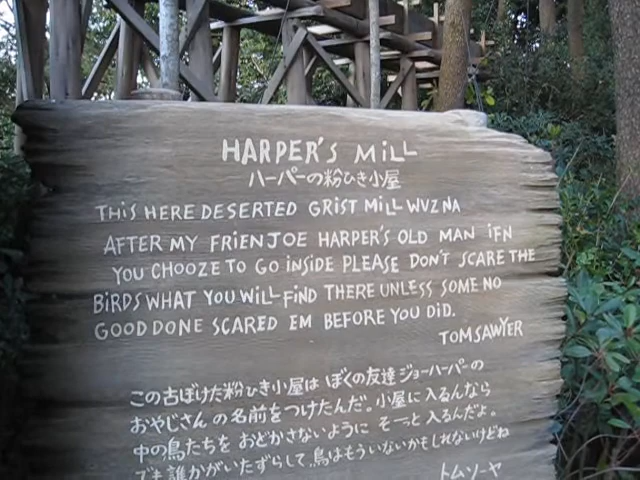 HARPER'S MILL
ハーパーの粉ひき小屋
THIS HERE DESERTED GRIST MILL WUZ NA
AFTER MY FRIEN JOE HARPER'S OLD MAN IFN
YOU CHOOZE TO GO INSIDE PLEASE DON'T SCARE THE
BIRDS WHAT YOU WILL FIND THERE UNLESS SOME NO
GOOD DONE SCARED EM BEFORE YOU DID.
TOM SAWYER
この古ぼけた粉ひき小屋は ぼくの友達ジョーハーパーの
おやじさんの名前をつけたんだ。小屋に入るんなら
中の鳥たちを おどかさないように そーっと入るんだよ。
でも誰かがいたずらして、鳥はもういないかもしれないけどね
トムソーヤ